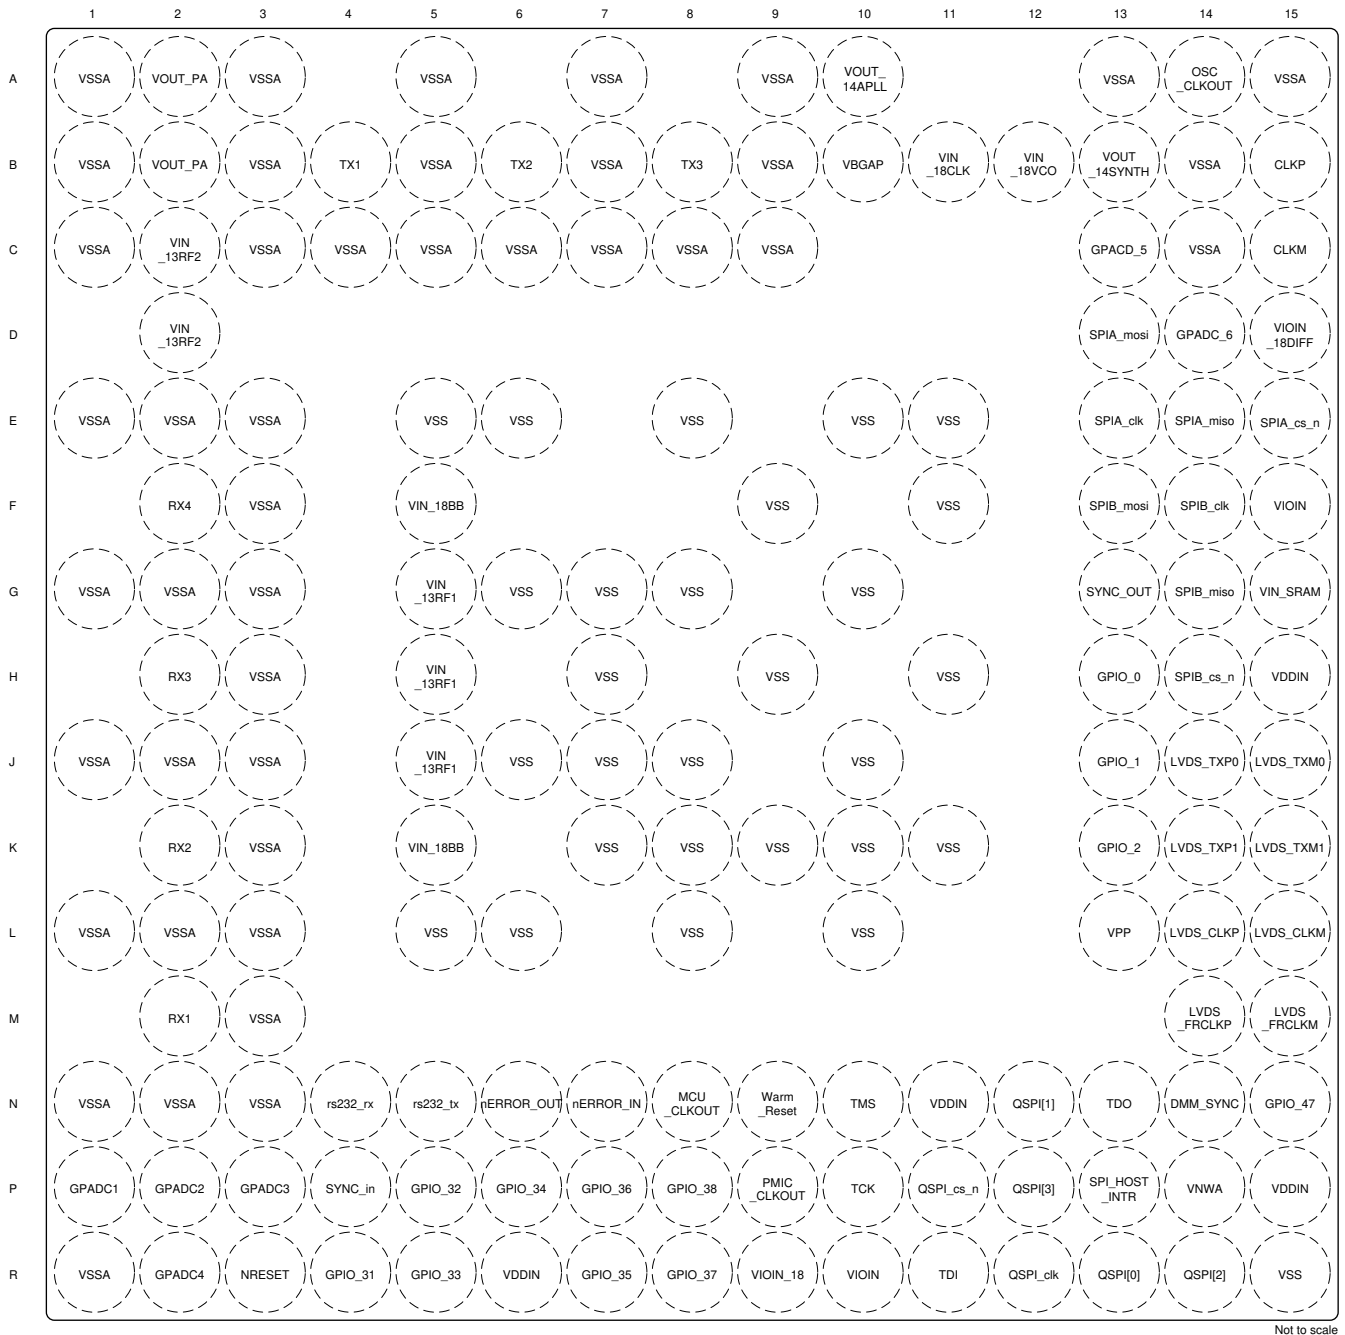 1 2 3 4 5 6 7 8 9 10 11 12 13 14 15
A VSSA VOUT_PA VSSA VSSA VSSA VSSA VOUT_ 14APLL VSSA OSC _CLKOUT VSSA
B VSSA VOUT_PA VSSA TX1 VSSA TX2 VSSA TX3 VSSA VBGAP VIN _18CLK VIN _18VCO VOUT _14SYNTH VSSA CLKP
C VSSA VIN _13RF2 VSSA VSSA VSSA VSSA VSSA VSSA VSSA GPACD_5 VSSA CLKM
D VIN _13RF2 SPIA_mosi GPADC_6 VIOIN _18DIFF
E VSSA VSSA VSSA VSS VSS VSS VSS VSS SPIA_clk SPIA_miso SPIA_cs_n
F RX4 VSSA VIN_18BB VSS VSS SPIB_mosi SPIB_clk VIOIN
G VSSA VSSA VSSA VIN _13RF1 VSS VSS VSS VSS SYNC_OUT SPIB_miso VIN_SRAM
H RX3 VSSA VIN _13RF1 VSS VSS VSS GPIO_0 SPIB_cs_n VDDIN
J VSSA VSSA VSSA VIN _13RF1 VSS VSS VSS VSS GPIO_1 LVDS_TXP0 LVDS_TXM0
K RX2 VSSA VIN_18BB VSS VSS VSS VSS VSS GPIO_2 LVDS_TXP1 LVDS_TXM1
L VSSA VSSA VSSA VSS VSS VSS VSS VPP LVDS_CLKP LVDS_CLKM
M RX1 VSSA LVDS _FRCLKP LVDS _FRCLKM
N VSSA VSSA VSSA rs232_rx rs232_tx nERROR_OUT nERROR_IN MCU _CLKOUT Warm _Reset TMS VDDIN QSPI[1] TDO DMM_SYNC GPIO_47
P GPADC1 GPADC2 GPADC3 SYNC_in GPIO_32 GPIO_34 GPIO_36 GPIO_38 PMIC _CLKOUT TCK QSPI_cs_n QSPI[3] SPI_HOST _INTR VNWA VDDIN
R VSSA GPADC4 NRESET GPIO_31 GPIO_33 VDDIN GPIO_35 GPIO_37 VIOIN_18 VIOIN TDI QSPI_clk QSPI[0] QSPI[2] VSS
Not to scale